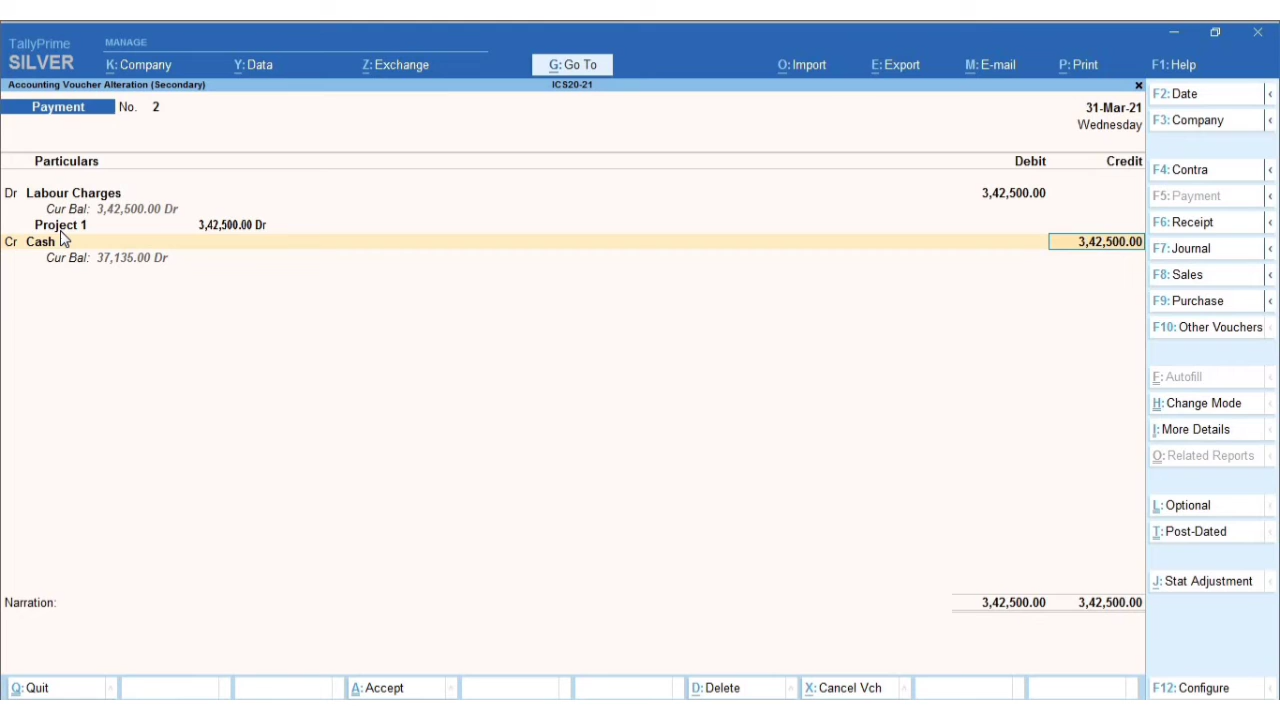 TallyPrime
SILVER
MANAGE
K: Company Y: Data Z: Exchange G: Go To O: Import E: Export M: E-mail P: Print F1: Help
Accounting Voucher Alteration (Secondary) ICS20-21
Payment No. 2 31-Mar-21
Wednesday
Particulars Debit Credit
Dr Labour Charges 3,42,500.00
Cur Bal: 3,42,500.00 Dr
Project 1 3,42,500.00 Dr
Cr Cash 3,42,500.00
Cur Bal: 37,135.00 Dr
Narration: 3,42,500.00 3,42,500.00
F2: Date
F3: Company
F4: Contra
F5: Payment
F6: Receipt
F7: Journal
F8: Sales
F9: Purchase
F10: Other Vouchers
F: Autofill
H: Change Mode
I: More Details
O: Related Reports
L: Optional
T: Post-Dated
J: Stat Adjustment
Q: Quit A: Accept D: Delete X: Cancel Vch F12: Configure